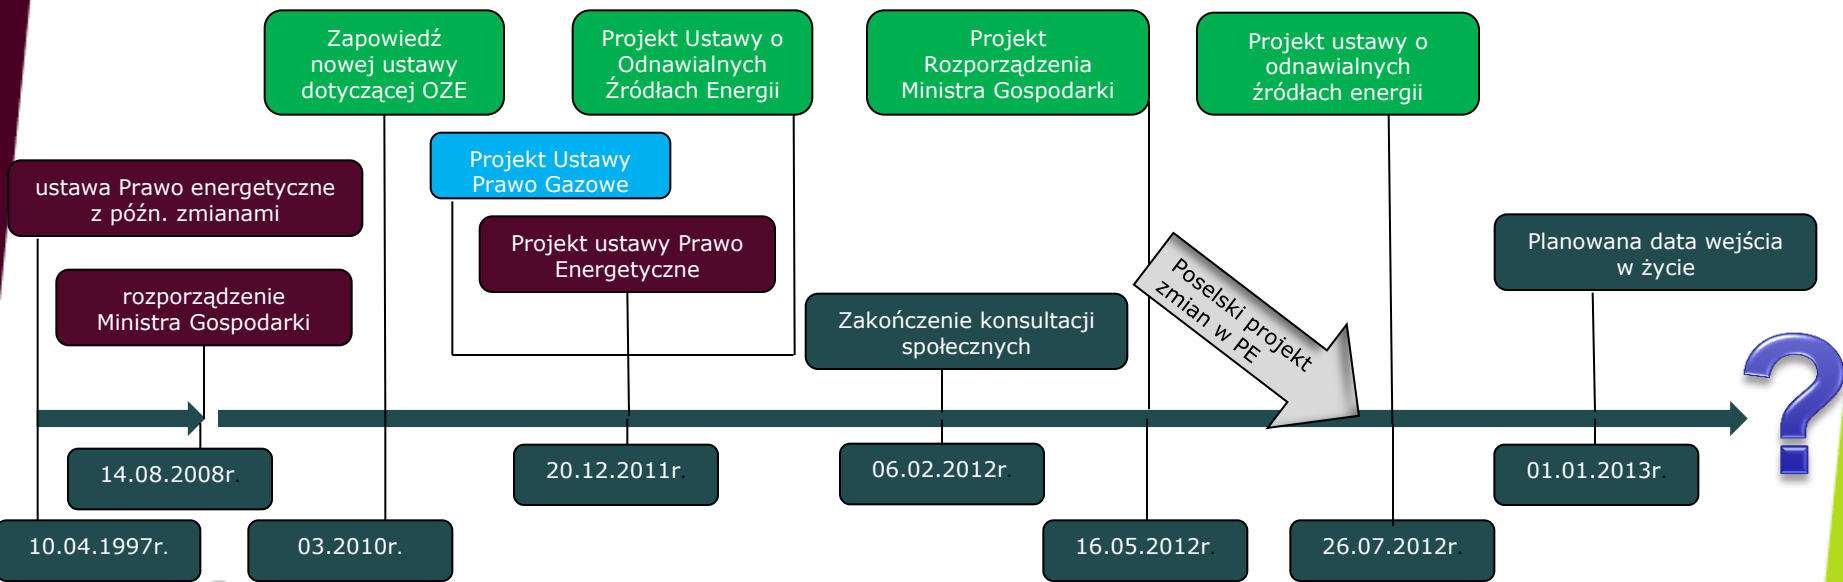 Zapowiedź
nowej ustawy
dotyczącej OZE
Projekt Ustawy o
Odnawialnych
Źródłach Energii
Projekt
Rozporządzenia
Ministra Gospodarki
Projekt ustawy o
odnawialnych
źródłach energii
Projekt Ustawy
Prawo Gazowe
ustawa Prawo energetyczne
z późn. zmianami
Projekt ustawy Prawo
Energetyczne
Planowana data wejścia
w życie
rozporządzenie
Ministra Gospodarki
Poselski projekt
zmian w PE
Zakończenie konsultacji
społecznych
?
14.08.2008r.
20.12.2011r.
06.02.2012r.
01.01.2013r.
10.04.1997r.
03.2010r.
16.05.2012r.
26.07.2012r.